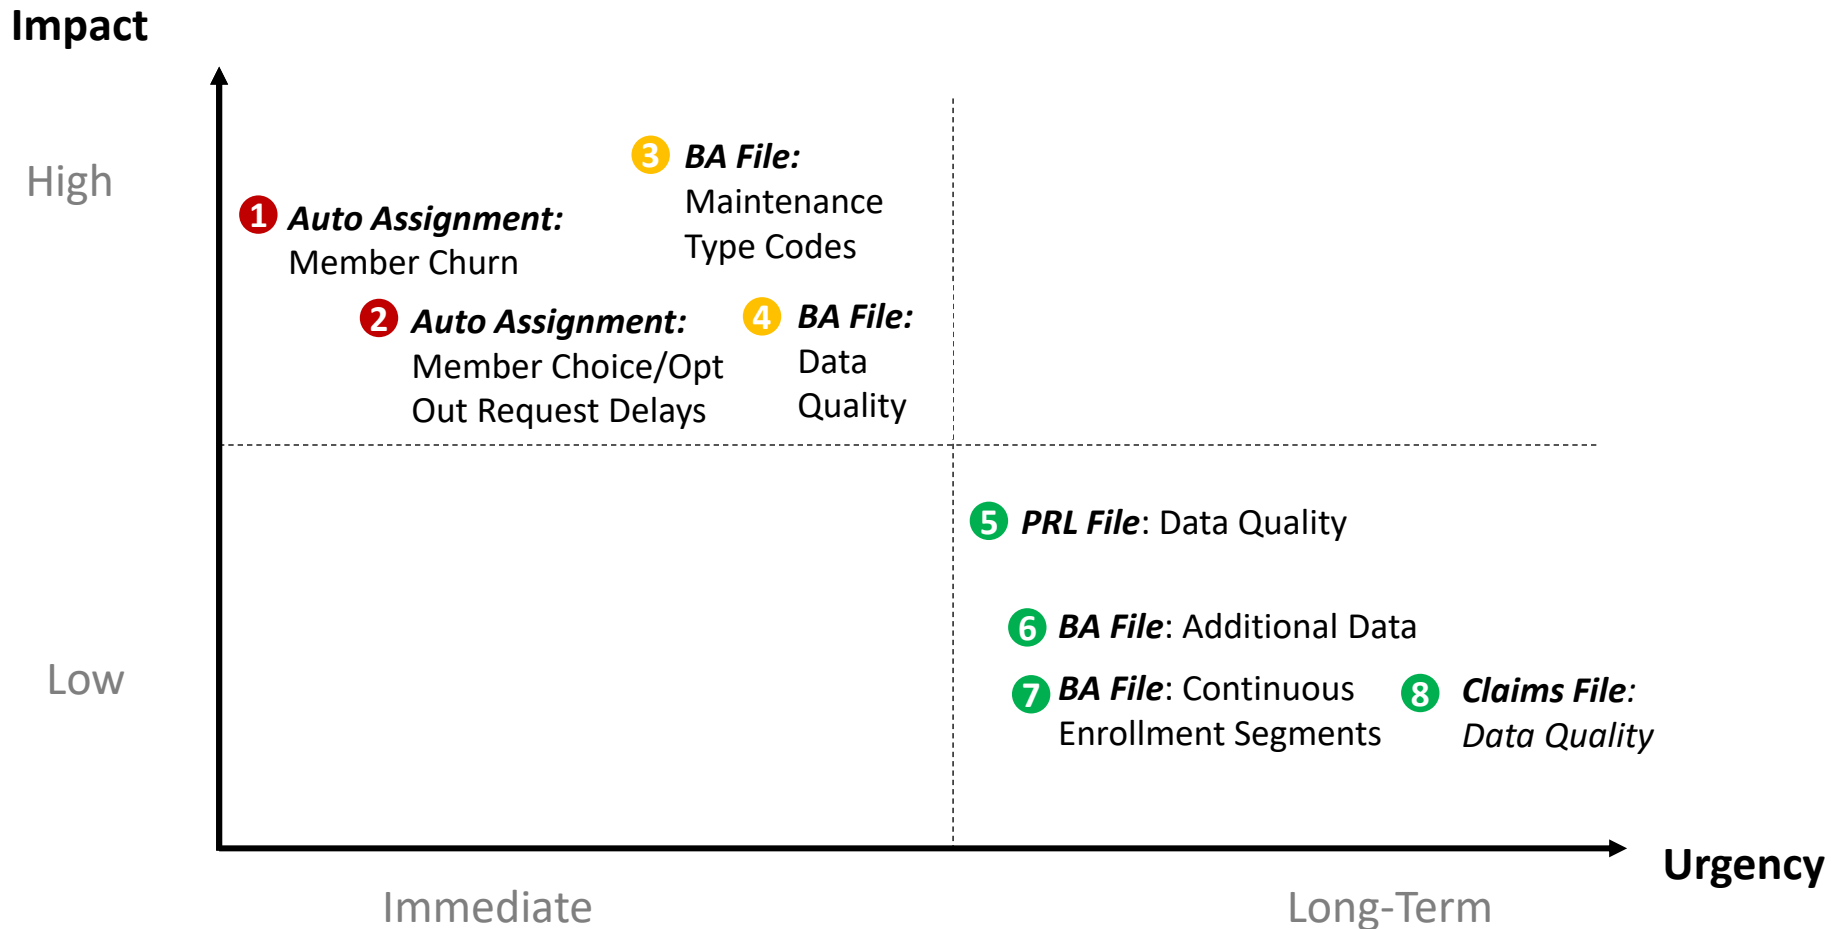 Impact
High
3 BA File:
Maintenance
Type Codes
1 Auto Assignment:
Member Churn
2 Auto Assignment:
Member Choice/Opt
Out Request Delays
4 BA File:
Data
Quality
5 PRL File: Data Quality
6 BA File: Additional Data
Low
7 BA File: Continuous
Enrollment Segments
8 Claims File:
Data Quality
Urgency
Immediate
Long-Term